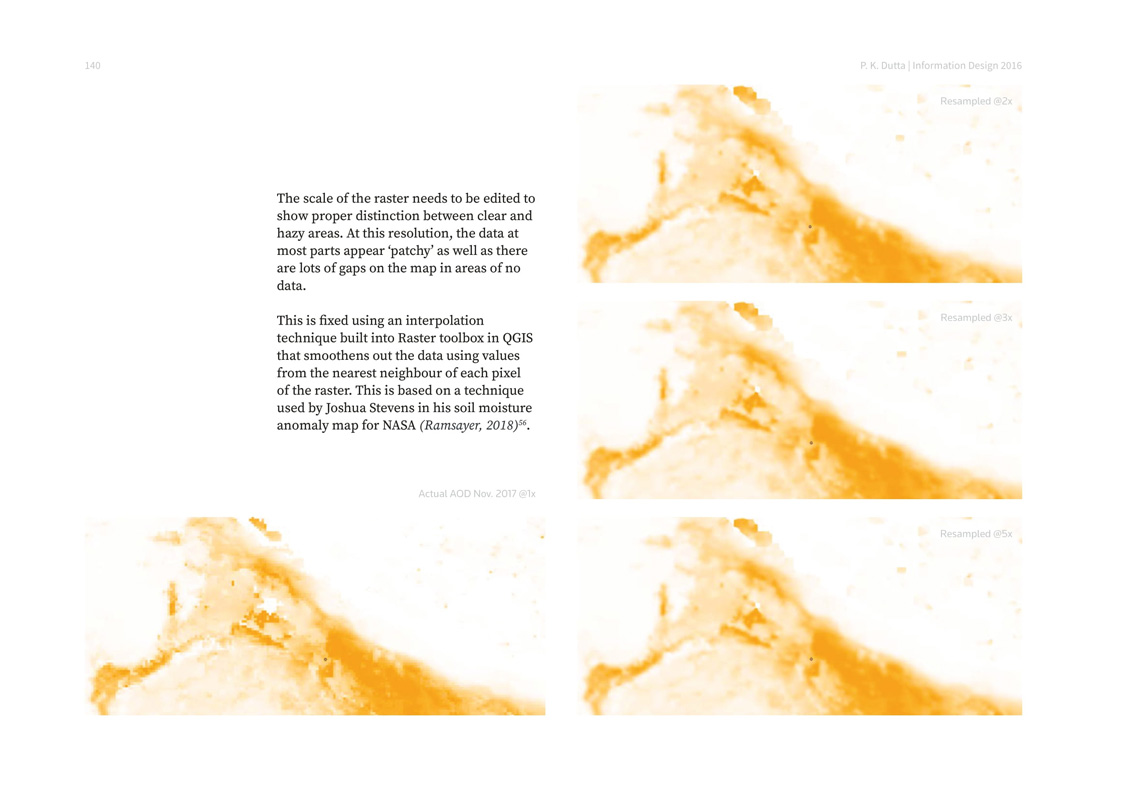 140
P. K. Dutta | Information Design 2016
The scale of the raster needs to be edited to
show proper distinction between clear and
hazy areas. At this resolution, the data at
most parts appear ‘patchy’ as well as there
are lots of gaps on the map in areas of no
data.
This is fixed using an interpolation
technique built into Raster toolbox in QGIS
that smoothens out the data using values
from the nearest neighbour of each pixel
of the raster. This is based on a technique
used by Joshua Stevens in his soil moisture
anomaly map for NASA (Ramsayer, 2018)⁵⁶.
Actual AOD Nov. 2017 @1x
Resampled @2x
Resampled @3x
Resampled @5x